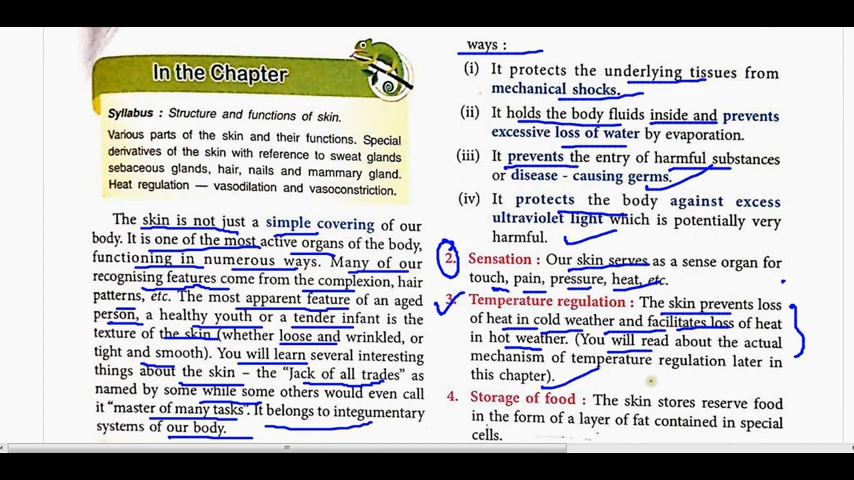 In the Chapter
Syllabus : Structure and functions of skin.
Various parts of the skin and their functions. Special
derivatives of the skin with reference to sweat glands
sebaceous glands, hair, nails and mammary gland.
Heat regulation — vasodilation and vasoconstriction.
The skin is not just a simple covering of our
body. It is one of the most active organs of the body,
functioning in numerous ways. Many of our
recognising features come from the complexion, hair
patterns, etc. The most apparent feature of an aged
person, a healthy youth or a tender infant is the
texture of the skin (whether loose and wrinkled, or
tight and smooth). You will learn several interesting
things about the skin – the "Jack of all trades" as
named by some while some others would even call
it "master of many tasks". It belongs to integumentary
systems of our body.
ways :
(i) It protects the underlying tissues from
mechanical shocks.
(ii) It holds the body fluids inside and prevents
excessive loss of water by evaporation.
(iii) It prevents the entry of harmful substances
or disease - causing germs.
(iv) It protects the body against excess
ultraviolet light which is potentially very
harmful.
2. Sensation : Our skin serves as a sense organ for
touch, pain, pressure, heat, etc.
3. Temperature regulation : The skin prevents loss
of heat in cold weather and facilitates loss of heat
in hot weather. (You will read about the actual
mechanism of temperature regulation later in
this chapter).
4. Storage of food : The skin stores reserve food
in the form of a layer of fat contained in special
cells.